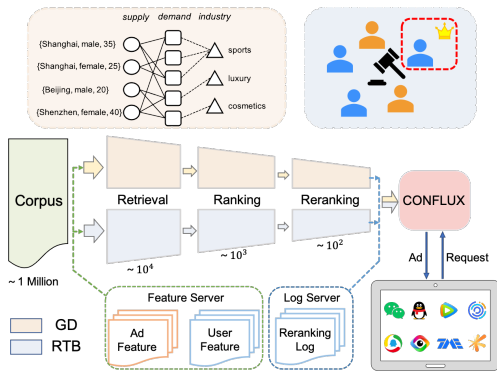 supply demand industry
{Shanghai, male, 35}
{Shanghai, female, 25}
{Beijing, male, 20}
{Shenzhen, female, 40}
sports
luxury
cosmetics
Corpus
~ 1 Million
Retrieval
Ranking
Reranking
~ 10⁴
~ 10³
~ 10²
CONFLUX
Ad
Request
Feature Server
Ad
Feature
User
Feature
Log Server
Reranking
Log
GD
RTB